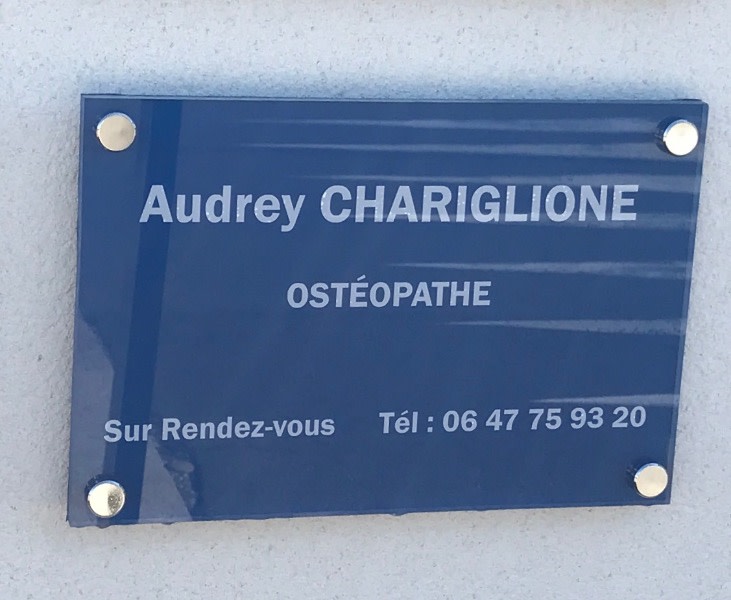 Audrey CHARIGLIONE
OSTÉOPATHE
Sur Rendez-vous Tél : 06 47 75 93 20